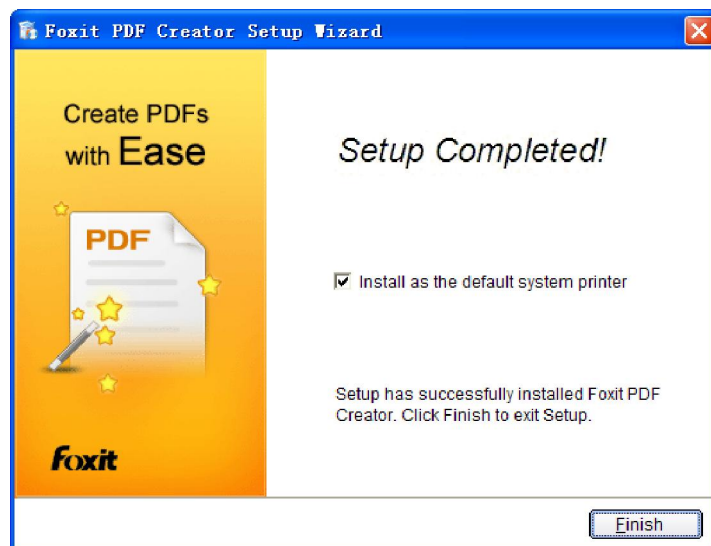 Foxit PDF Creator Setup Wizard
Create PDFs
with Ease
PDF
foxit
Setup Completed!
Install as the default system printer
Setup has successfully installed Foxit PDF
Creator. Click Finish to exit Setup.
Finish